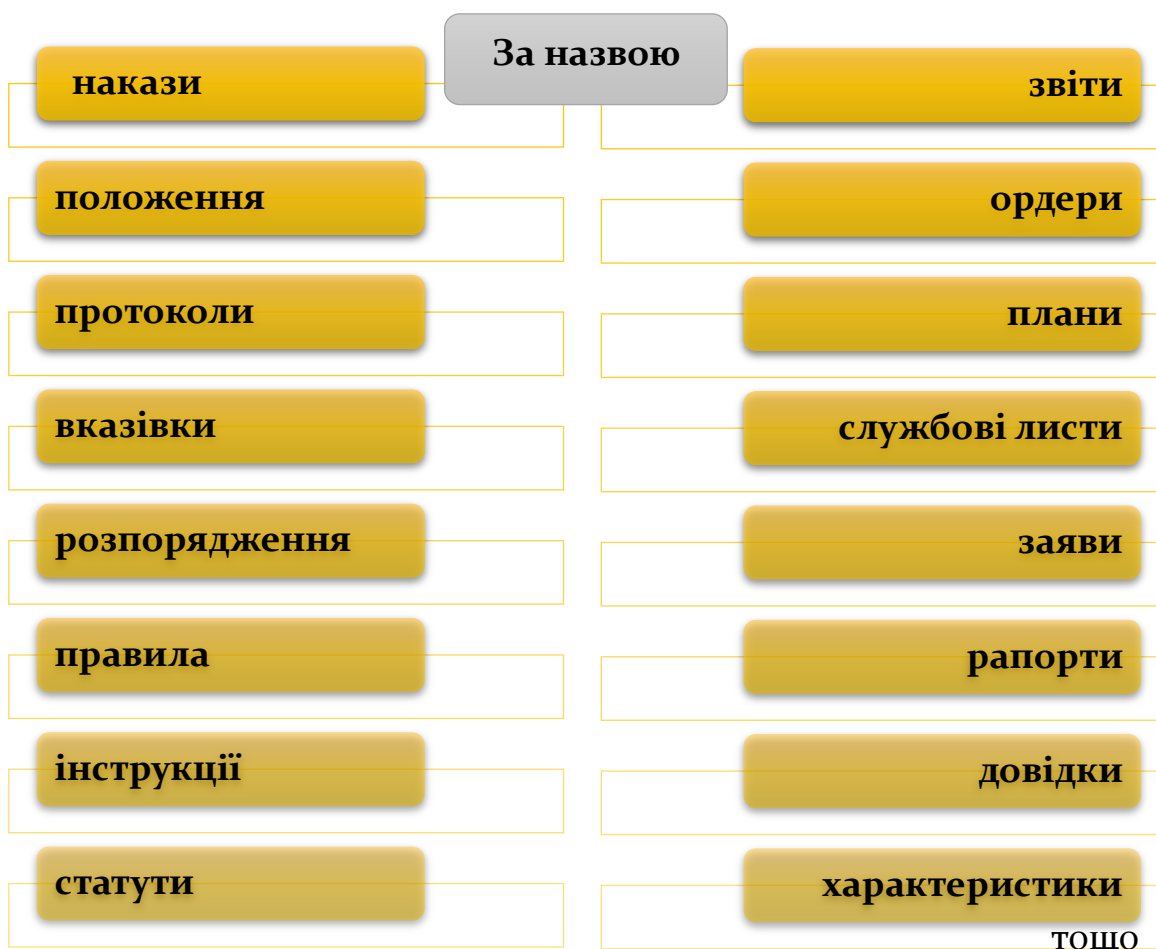 За назвою
накази
положення
протоколи
вказівки
розпорядження
правила
інструкції
статути
звіти
ордери
плани
службові листи
заяви
рапорти
довідки
характеристики
тощо